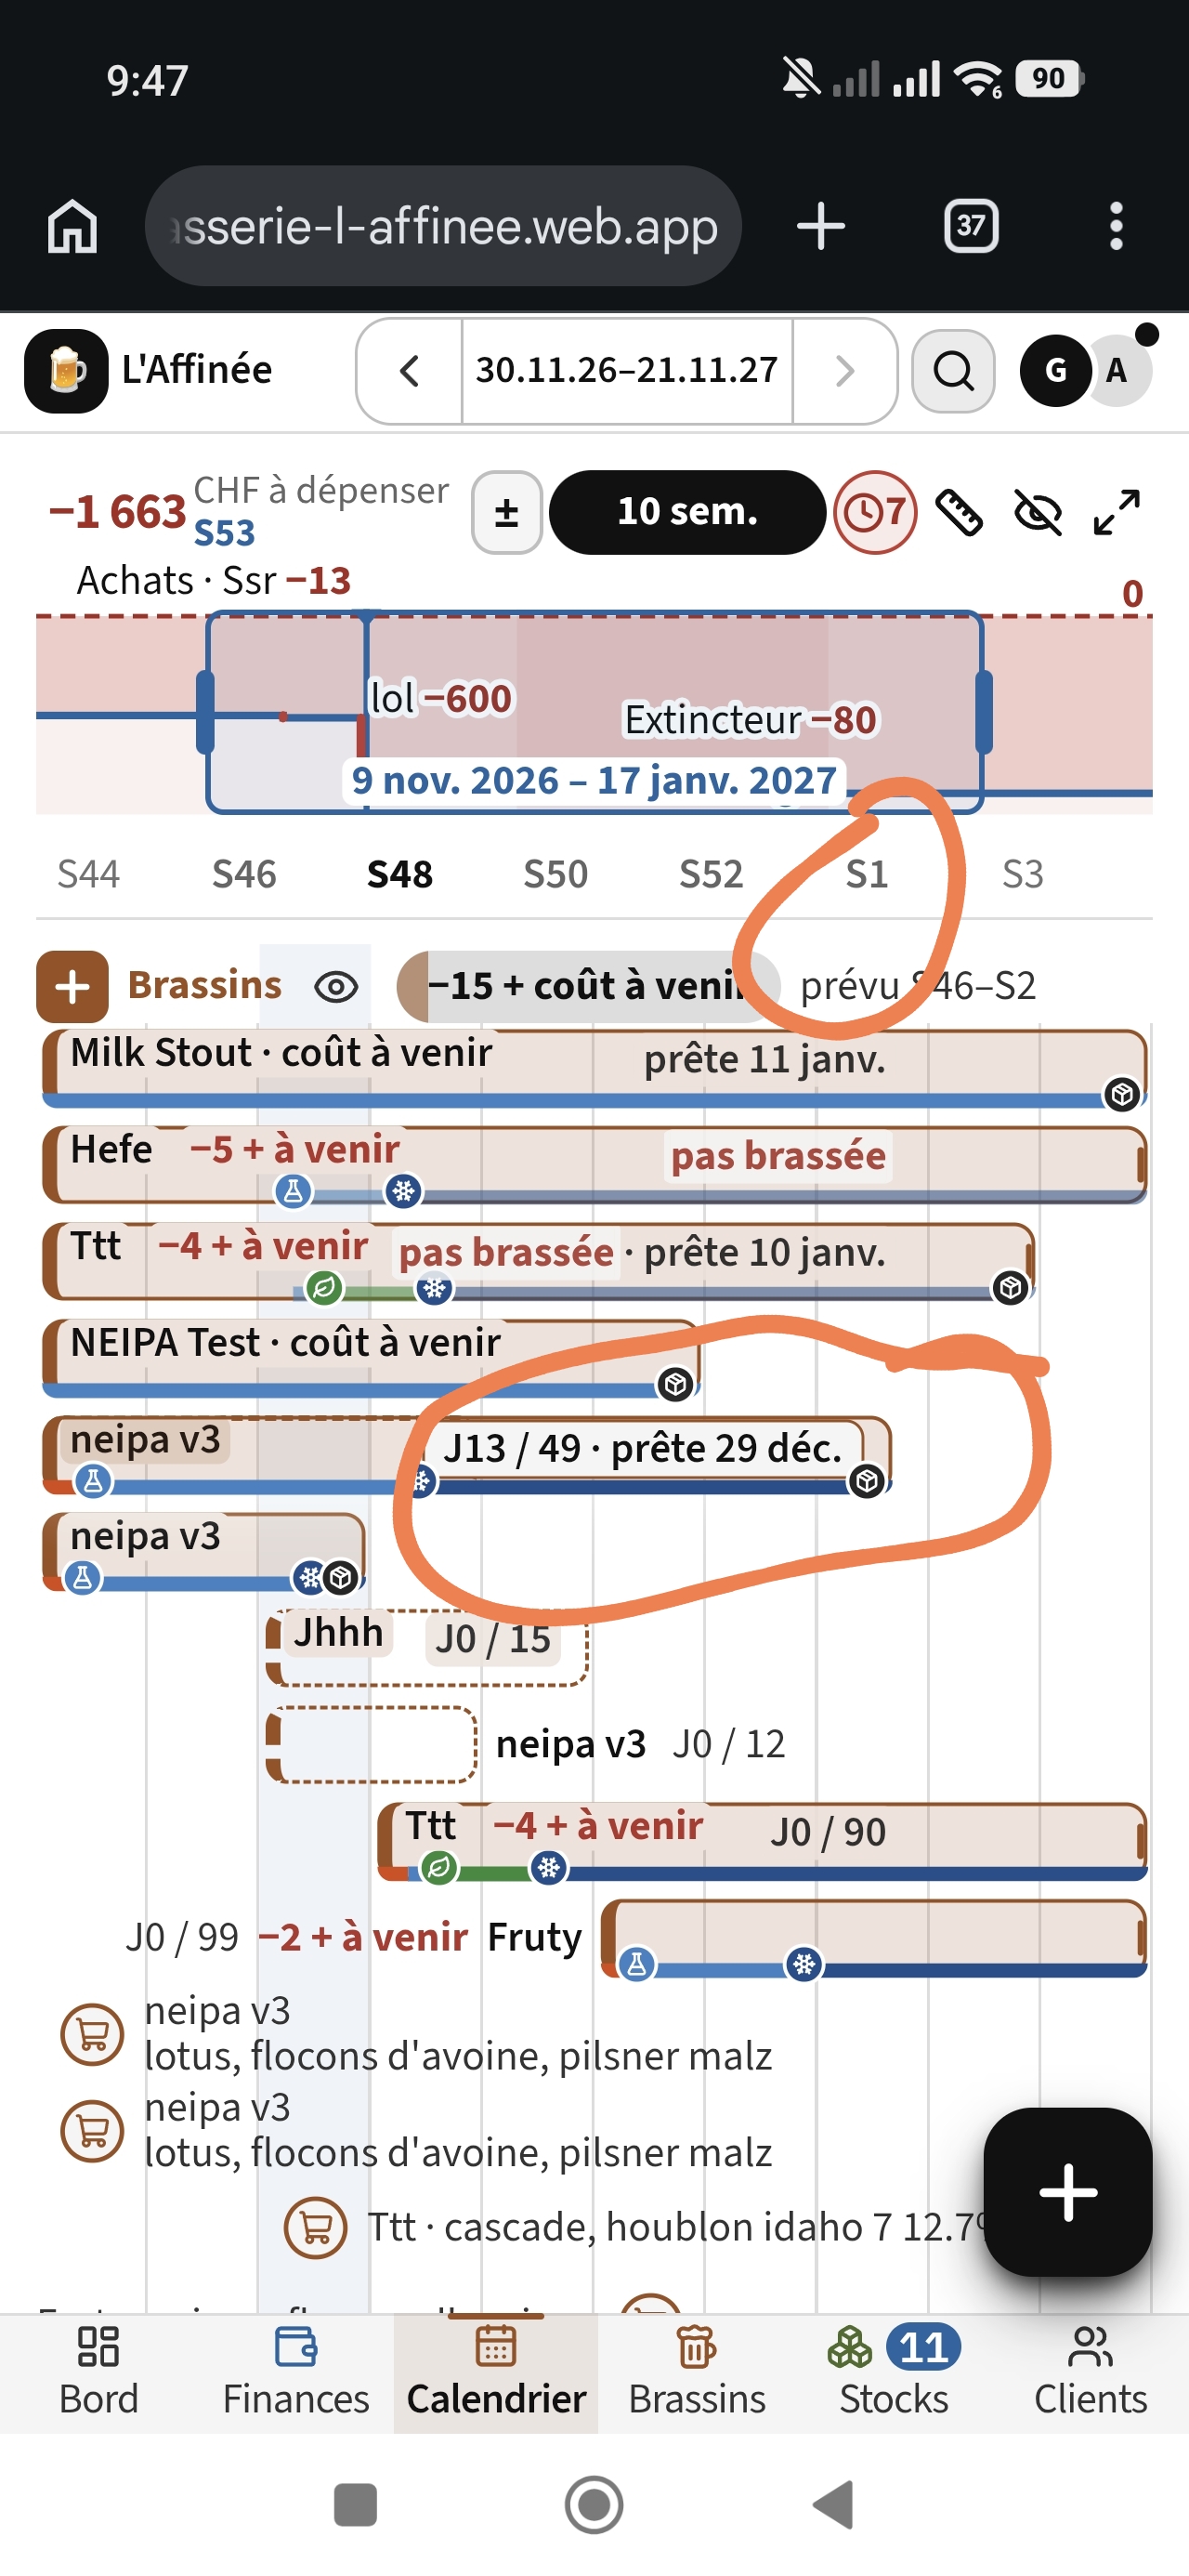 9:47
6
90
asserie-l-affinee.web.app
37
L'Affinée
30.11.26–21.11.27
G
A
−1 663 CHF à dépenser
S53
±
10 sem.
7
Achats · Ssr −13
0
lol −600
Extincteur −80
9 nov. 2026 – 17 janv. 2027
S44 S46 S48 S50 S52 S1 S3
Brassins
−15 + coût à venir
prévu S46–S2
Milk Stout · coût à venir prête 11 janv.
Hefe −5 + à venir pas brassée
Ttt −4 + à venir pas brassée · prête 10 janv.
NEIPA Test · coût à venir
neipa v3 J13 / 49 · prête 29 déc.
neipa v3
Jhhh J0 / 15
neipa v3 J0 / 12
Ttt −4 + à venir J0 / 90
J0 / 99 −2 + à venir Fruty
neipa v3
lotus, flocons d'avoine, pilsner malz
neipa v3
lotus, flocons d'avoine, pilsner malz
Ttt · cascade, houblon idaho 7 12.7
Bord
Finances
Calendrier
Brassins
11
Stocks
Clients